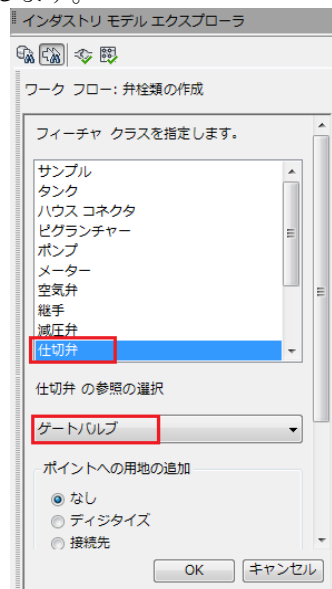 します。
インダストリ モデル エクスプローラ
ワーク フロー: 弁栓類の作成
フィーチャ クラスを指定します。
サンプル
タンク
ハウス コネクタ
ピグランチャー
ポンプ
メーター
空気弁
継手
減圧弁
仕切弁
仕切弁 の参照の選択
ゲートバルブ
ポイントへの用地の追加
なし
ディジタイズ
接続先
OK キャンセル